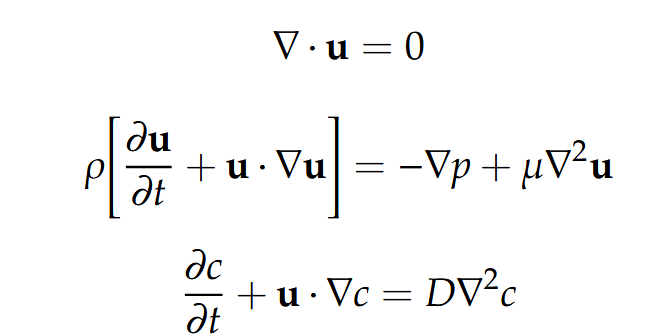 ∇ · 𝐮 = 0
ρ[∂𝐮/∂t + 𝐮 · ∇𝐮] = −∇p + μ∇²𝐮
∂c/∂t + 𝐮 · ∇c = D∇²c